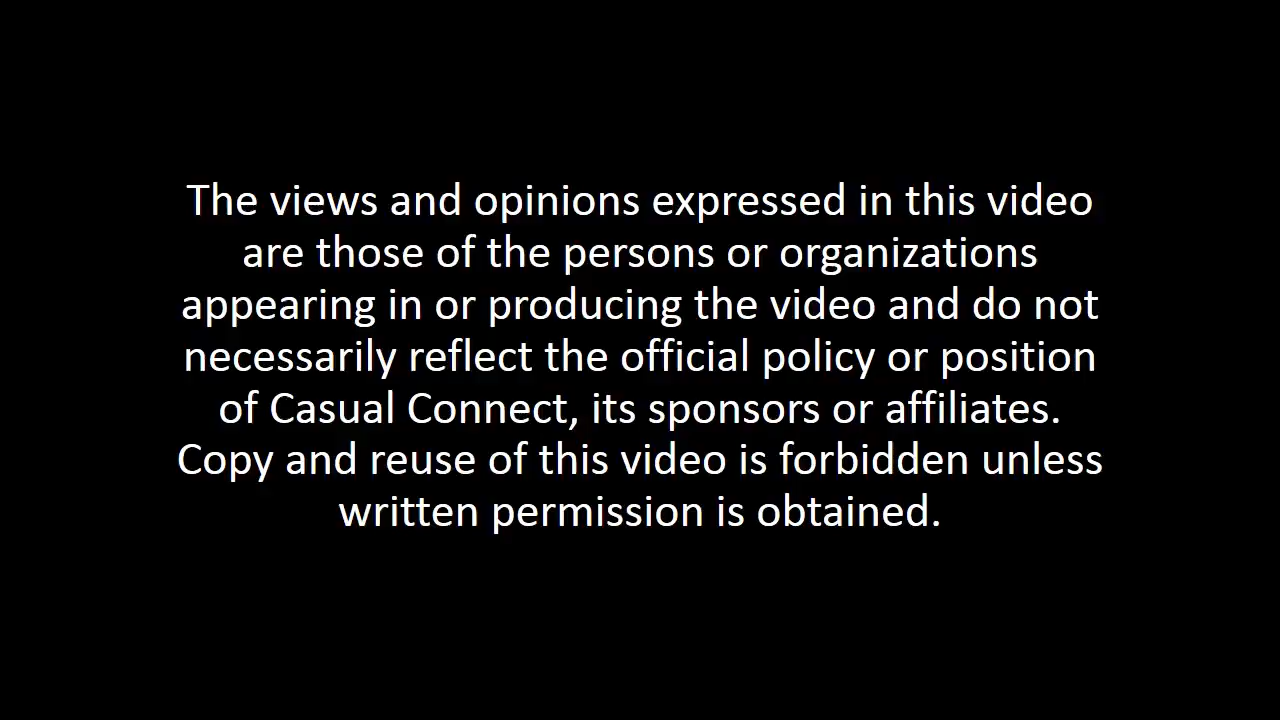 The views and opinions expressed in this video
are those of the persons or organizations
appearing in or producing the video and do not
necessarily reflect the official policy or position
of Casual Connect, its sponsors or affiliates.
Copy and reuse of this video is forbidden unless
written permission is obtained.